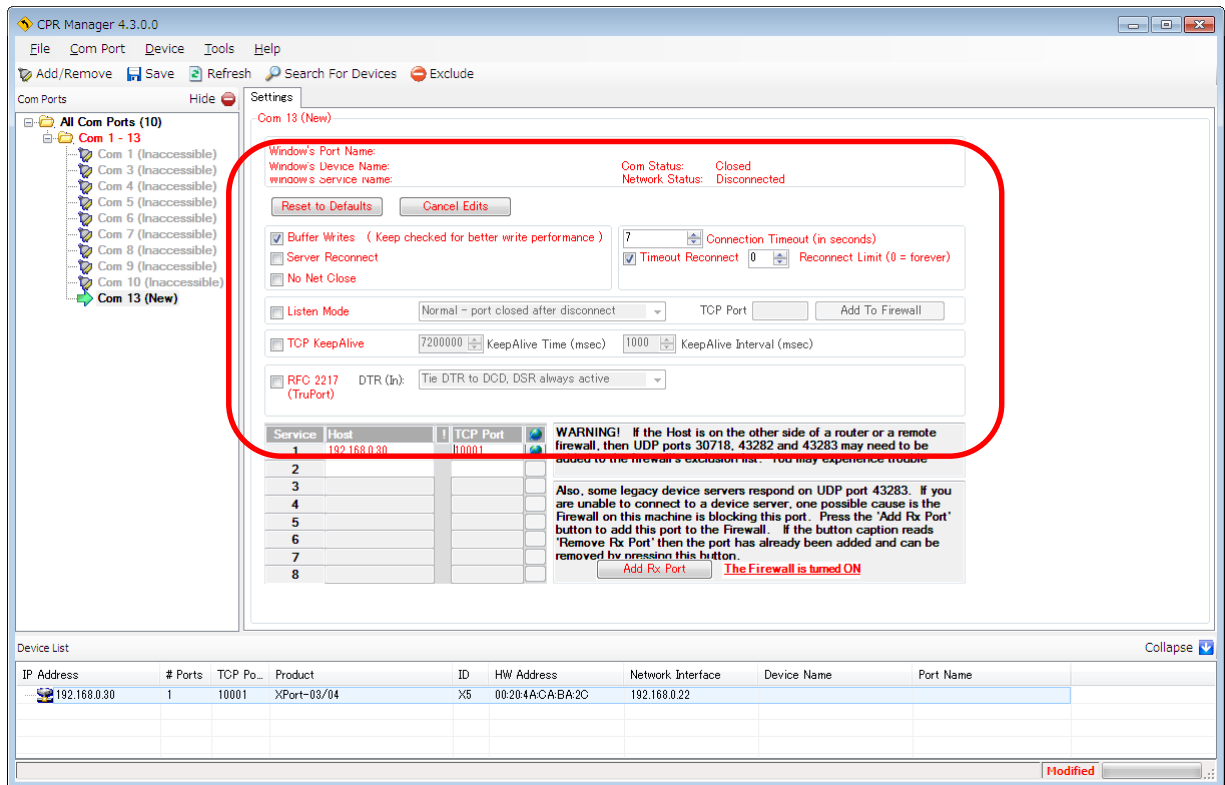 CPR Manager 4.3.0.0
File Com Port Device Tools Help
Add/Remove Save Refresh Search For Devices Exclude
Com Ports Hide
All Com Ports (10)
Com 1 - 13
Com 1 (Inaccessible)
Com 3 (Inaccessible)
Com 4 (Inaccessible)
Com 5 (Inaccessible)
Com 6 (Inaccessible)
Com 7 (Inaccessible)
Com 8 (Inaccessible)
Com 9 (Inaccessible)
Com 10 (Inaccessible)
Com 13 (New)
Settings
Com 13 (New)
Window's Port Name:
Window's Device Name: Com Status: Closed
Window's Service Name: Network Status: Disconnected
Reset to Defaults Cancel Edits
Buffer Writes ( Keep checked for better write performance ) 7 Connection Timeout (in seconds)
Server Reconnect Timeout Reconnect 0 Reconnect Limit (0 = forever)
No Net Close
Listen Mode Normal - port closed after disconnect TCP Port Add To Firewall
TCP KeepAlive 7200000 KeepAlive Time (msec) 1000 KeepAlive Interval (msec)
RFC 2217 DTR (In): Tie DTR to DCD, DSR always active
(TruPort)
Service Host ! TCP Port
1 192.168.0.30 10001
2
3
4
5
6
7
8
WARNING! If the Host is on the other side of a router or a remote
firewall, then UDP ports 30718, 43282 and 43283 may need to be
added to the firewall's exclusion list. You may experience trouble
Also, some legacy device servers respond on UDP port 43283. If you
are unable to connect to a device server, one possible cause is the
Firewall on this machine is blocking this port. Press the 'Add Rx Port'
button to add this port to the Firewall. If the button caption reads
'Remove Rx Port' then the port has already been added and can be
removed by pressing this button.
Add Rx Port The Firewall is turned ON
Device List Collapse
IP Address # Ports TCP Po... Product ID HW Address Network Interface Device Name Port Name
192.168.0.30 1 10001 XPort-03/04 X5 00:20:4A:CA:BA:2C 192.168.0.22
Modified